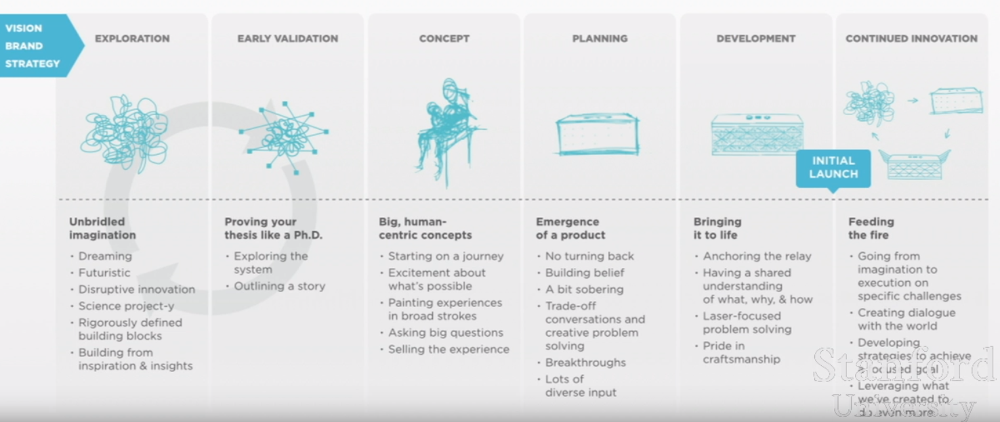 VISION
BRAND
STRATEGY
EXPLORATION
EARLY VALIDATION
CONCEPT
PLANNING
DEVELOPMENT
CONTINUED INNOVATION
INITIAL
LAUNCH
Unbridled
imagination
• Dreaming
• Futuristic
• Disruptive innovation
• Science project-y
• Rigorously defined
building blocks
• Building from
inspiration & insights
Proving your
thesis like a Ph.D.
• Exploring the
system
• Outlining a story
Big, human-
centric concepts
• Starting on a journey
• Excitement about
what's possible
• Painting experiences
in broad strokes
• Asking big questions
• Selling the experience
Emergence
of a product
• No turning back
• Building belief
• A bit sobering
• Trade-off
conversations and
creative problem
solving
• Breakthroughs
• Lots of
diverse input
Bringing
it to life
• Anchoring the relay
• Having a shared
understanding
of what, why, & how
• Laser-focused
problem solving
• Pride in
craftsmanship
Feeding
the fire
• Going from
imagination to
execution on
specific challenges
• Creating dialogue
with the world
• Developing
strategies to achieve
a focused goal
• Leveraging what
we've created to
do even more
Stanford
University